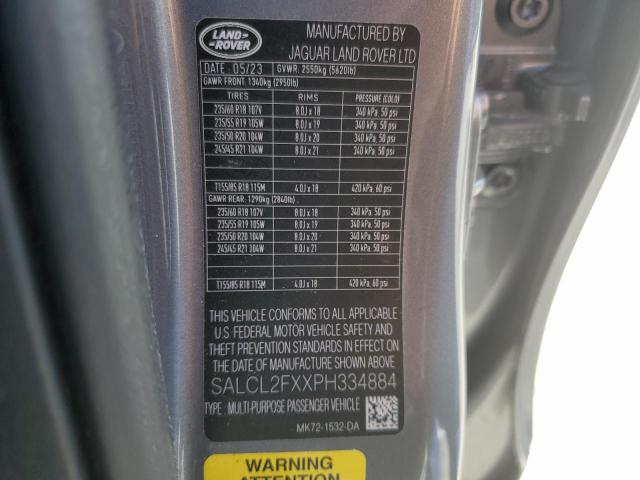 LAND ROVER
MANUFACTURED BY
JAGUAR LAND ROVER LTD
DATE 05/23 GVWR: 2550kg (5620lb)
GAWR FRONT: 1340kg (2950lb)
TIRES RIMS PRESSURE (COLD)
235/60 R18 107V 8.0J x 18 340 kPa, 50 psi
235/55 R19 105W 8.0J x 19 340 kPa, 50 psi
235/50 R20 104W 8.0J x 20 340 kPa, 50 psi
245/45 R21 104W 8.0J x 21 340 kPa, 50 psi
T155/85 R18 115M 4.0J x 18 420 kPa, 60 psi
GAWR REAR: 1290kg (2840lb)
235/60 R18 107V 8.0J x 18 340 kPa, 50 psi
235/55 R19 105W 8.0J x 19 340 kPa, 50 psi
235/50 R20 104W 8.0J x 20 340 kPa, 50 psi
245/45 R21 104W 8.0J x 21 340 kPa, 50 psi
T155/85 R18 115M 4.0J x 18 420 kPa, 60 psi
THIS VEHICLE CONFORMS TO ALL APPLICABLE
U.S. FEDERAL MOTOR VEHICLE SAFETY AND
THEFT PREVENTION STANDARDS IN EFFECT ON
THE DATE OF MANUFACTURE SHOWN ABOVE
SALCL2FXXPH334884
TYPE: MULTI-PURPOSE PASSENGER VEHICLE
MK72-1532-DA
WARNING
ATTENTION